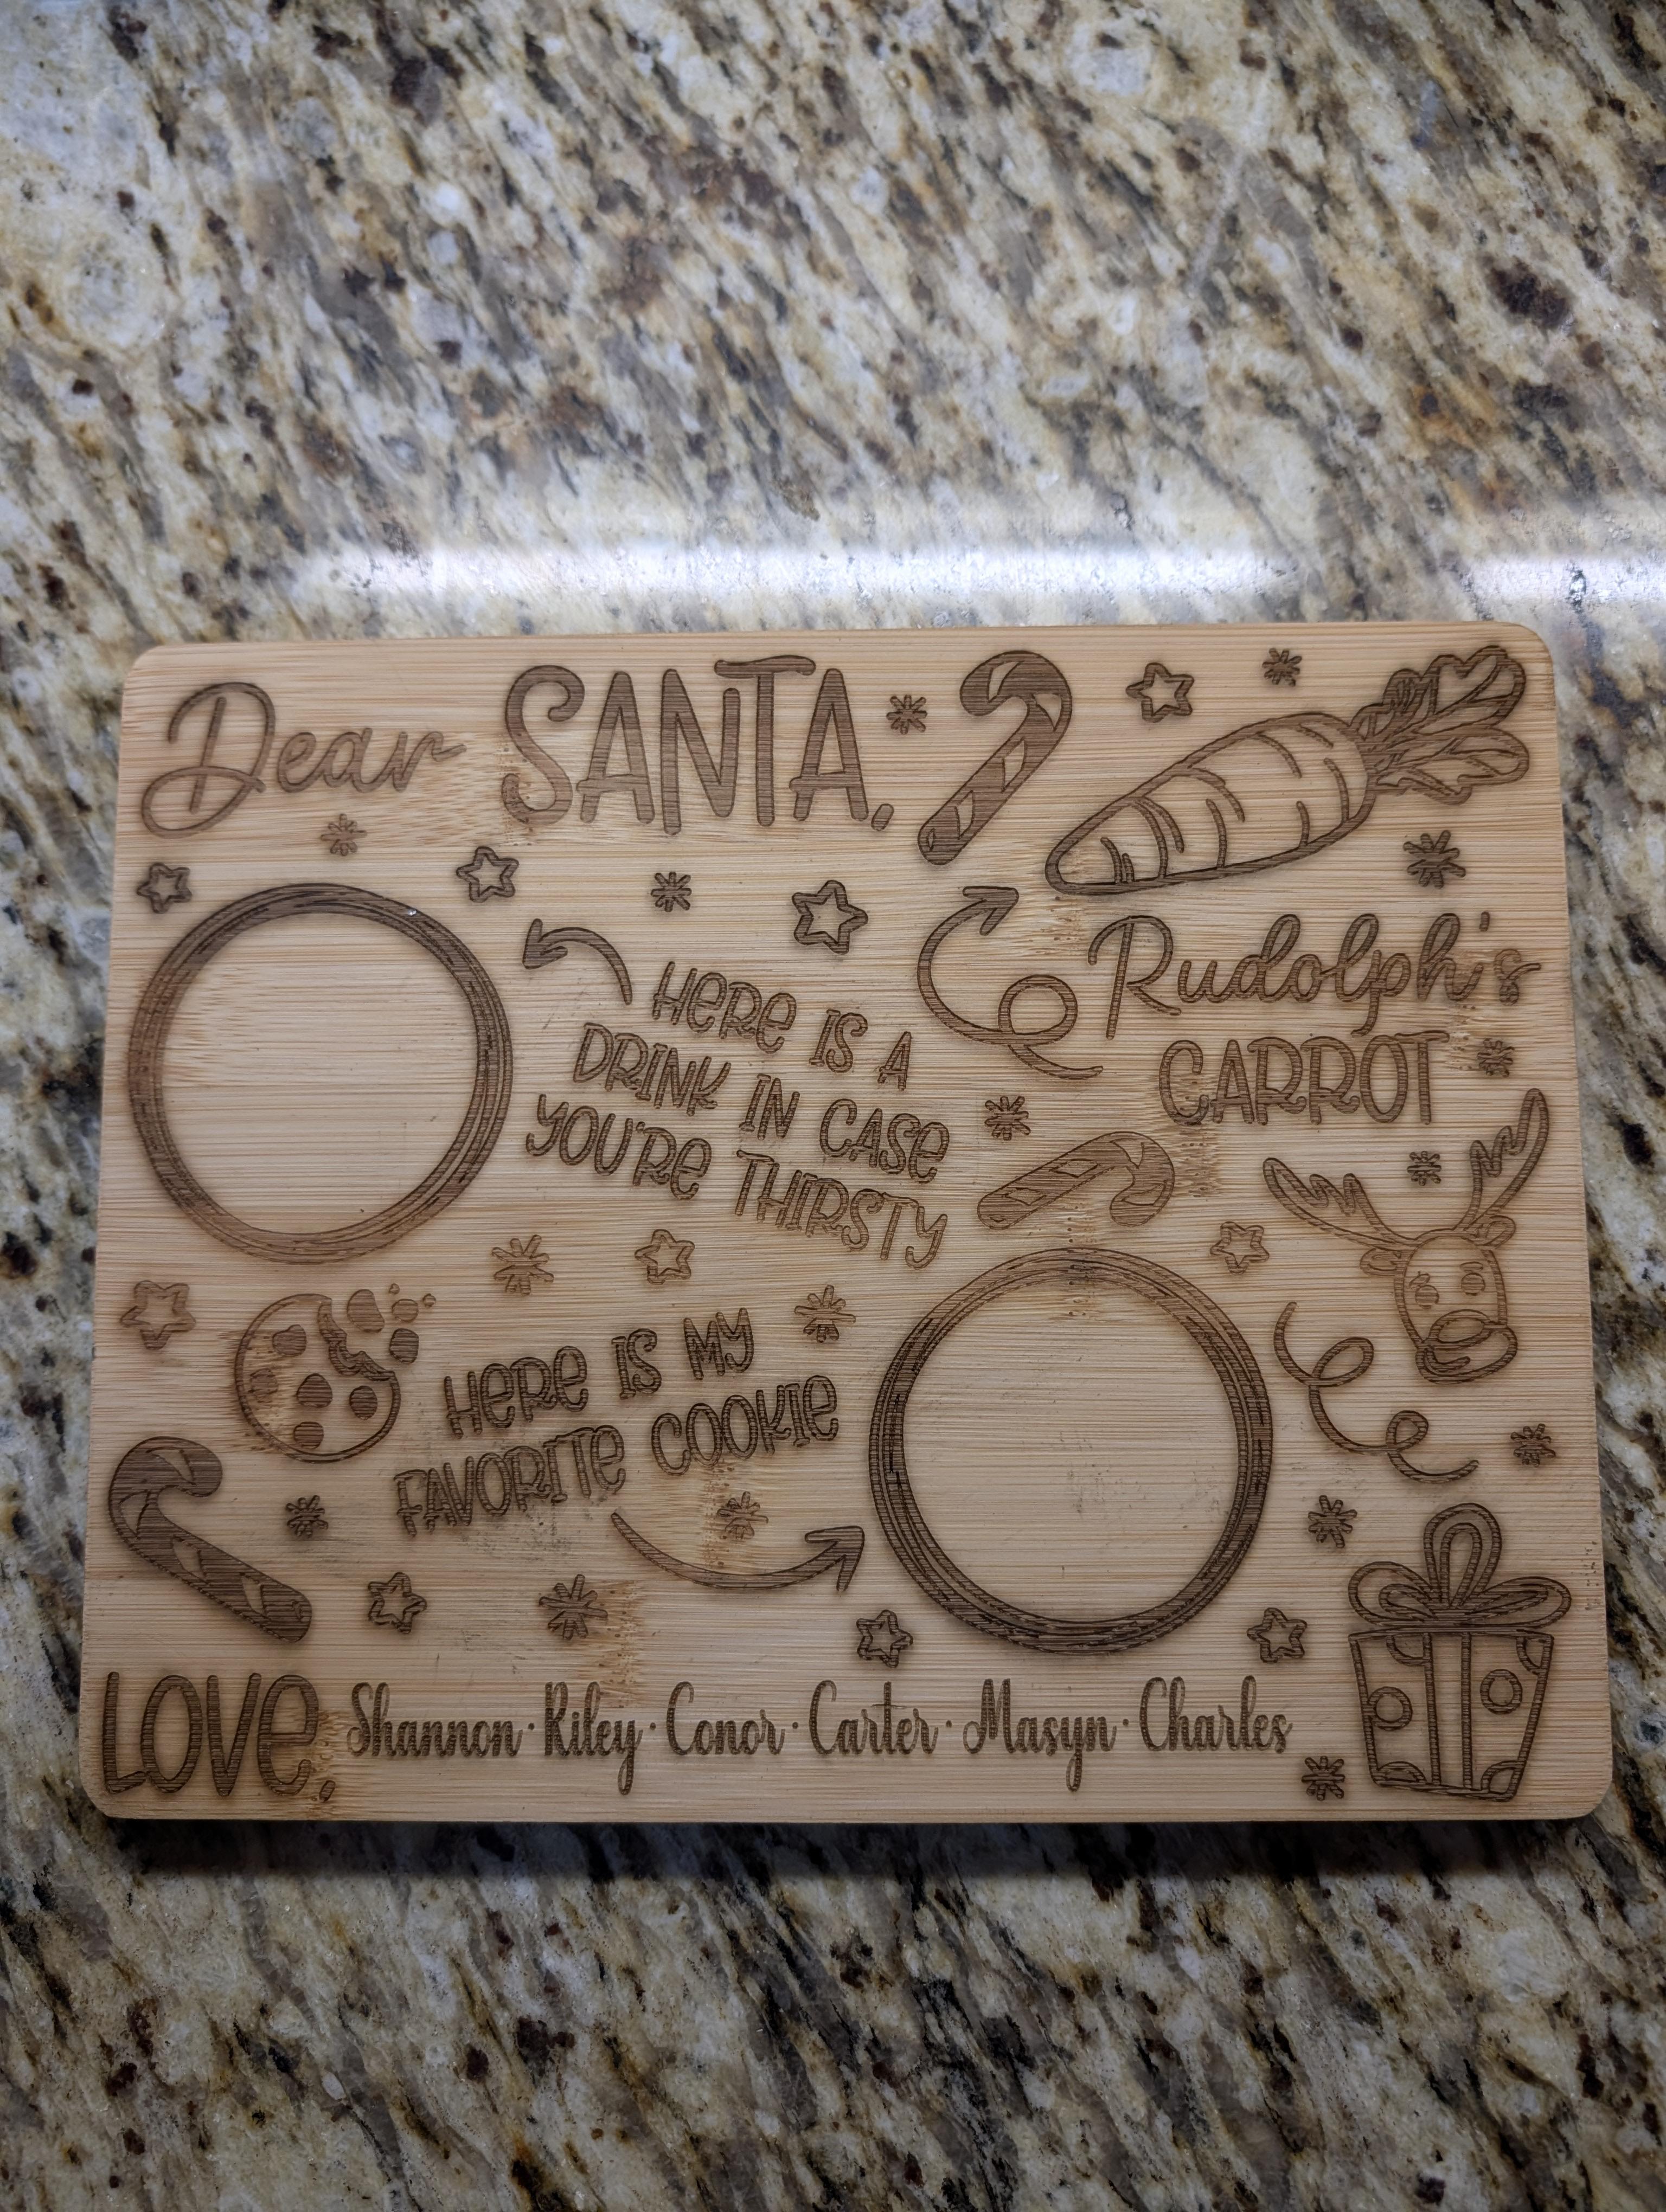 Dear SANTA,
HERE IS A
DRINK IN CASE
YOU'RE THIRSTY
Rudolph's
CARROT
HERE IS MY
FAVORITE COOKIE
LOVE, Shannon · Riley · Conor · Carter · Masyn · Charles